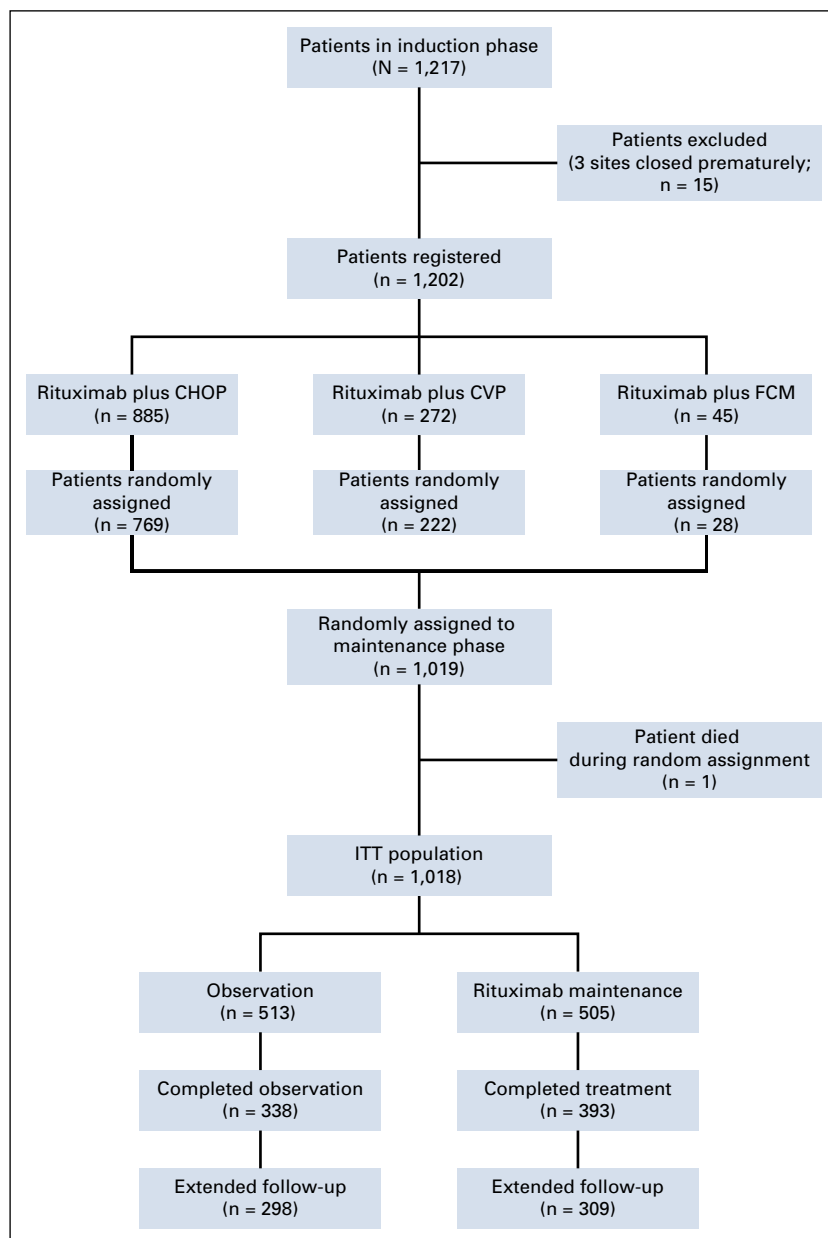 Patients in induction phase
(N = 1,217)
Patients excluded
(3 sites closed prematurely;
n = 15)
Patients registered
(n = 1,202)
Rituximab plus CHOP
(n = 885)
Rituximab plus CVP
(n = 272)
Rituximab plus FCM
(n = 45)
Patients randomly
assigned
(n = 769)
Patients randomly
assigned
(n = 222)
Patients randomly
assigned
(n = 28)
Randomly assigned to
maintenance phase
(n = 1,019)
Patient died
during random assignment
(n = 1)
ITT population
(n = 1,018)
Observation
(n = 513)
Rituximab maintenance
(n = 505)
Completed observation
(n = 338)
Completed treatment
(n = 393)
Extended follow-up
(n = 298)
Extended follow-up
(n = 309)